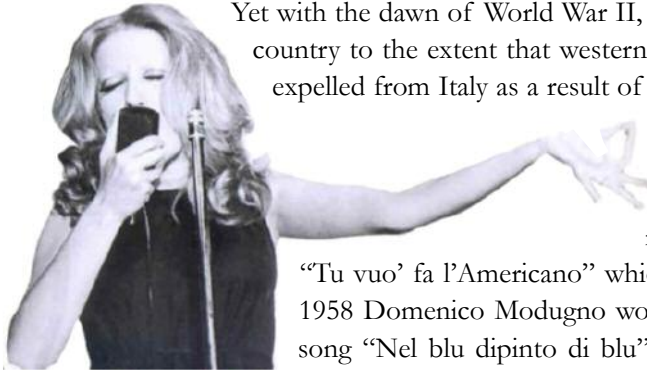 Yet with the dawn of World War II,
country to the extent that western
expelled from Italy as a result of
“Tu vuo’ fa l’Americano” whic
1958 Domenico Modugno wo
song “Nel blu dipinto di blu”